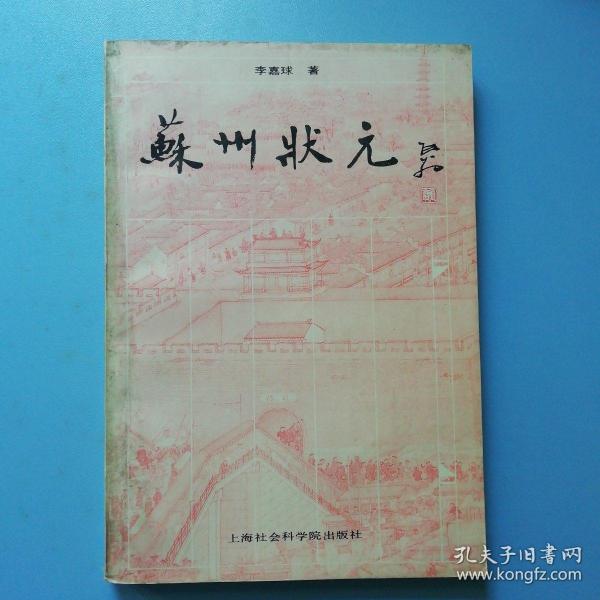 李嘉球 著
蘇州狀元
上海社会科学院出版社
孔夫子旧书网
www.kongfz.com